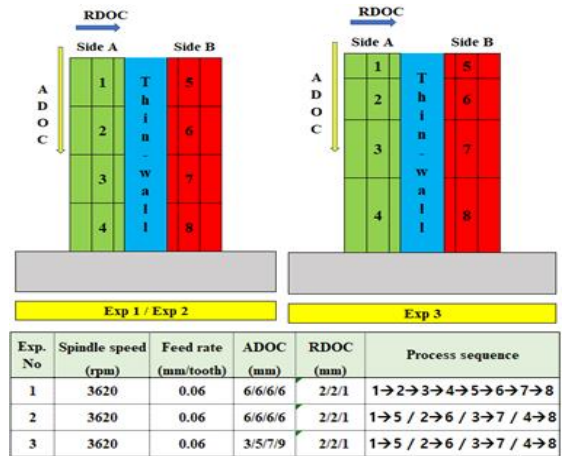 RDOC
Side A Side B
ADOC
1 5
2 6
3 7
4 8
Thin-wall
Exp 1 / Exp 2
RDOC
Side A Side B
ADOC
1 5
2 6
3 7
4 8
Thin-wall
Exp 3
Exp. No Spindle speed (rpm) Feed rate (mm/tooth) ADOC (mm) RDOC (mm) Process sequence
1 3620 0.06 6/6/6/6 2/2/1 1→2→3→4→5→6→7→8
2 3620 0.06 6/6/6/6 2/2/1 1→5 / 2→6 / 3→7 / 4→8
3 3620 0.06 3/5/7/9 2/2/1 1→5 / 2→6 / 3→7 / 4→8